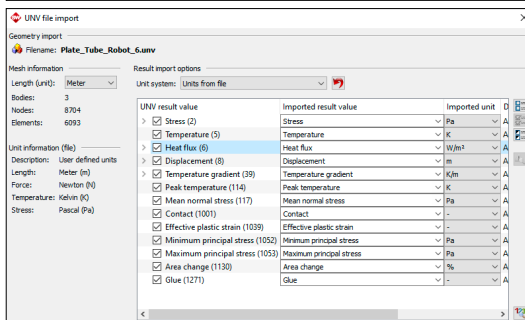 UNV file import
Geometry import
Filename: Plate_Tube_Robot_6.unv
Mesh information
Length (unit): Meter
Bodies: 3
Nodes: 8704
Elements: 6093
Unit information (file)
Description: User defined units
Length: Meter (m)
Force: Newton (N)
Temperature: Kelvin (K)
Stress: Pascal (Pa)
Result import options
Unit system: Units from file
UNV result value Imported result value Imported unit D
Stress (2) Stress Pa A
Temperature (5) Temperature K A
Heat flux (6) Heat flux W/m² A
Displacement (8) Displacement m A
Temperature gradient (39) Temperature gradient K/m A
Peak temperature (114) Peak temperature K A
Mean normal stress (117) Mean normal stress Pa A
Contact (1001) Contact - A
Effective plastic strain (1039) Effective plastic strain - A
Minimum principal stress (1052) Minimum principal stress Pa A
Maximum principal stress (1053) Maximum principal stress Pa A
Area change (1130) Area change % A
Glue (1271) Glue - A